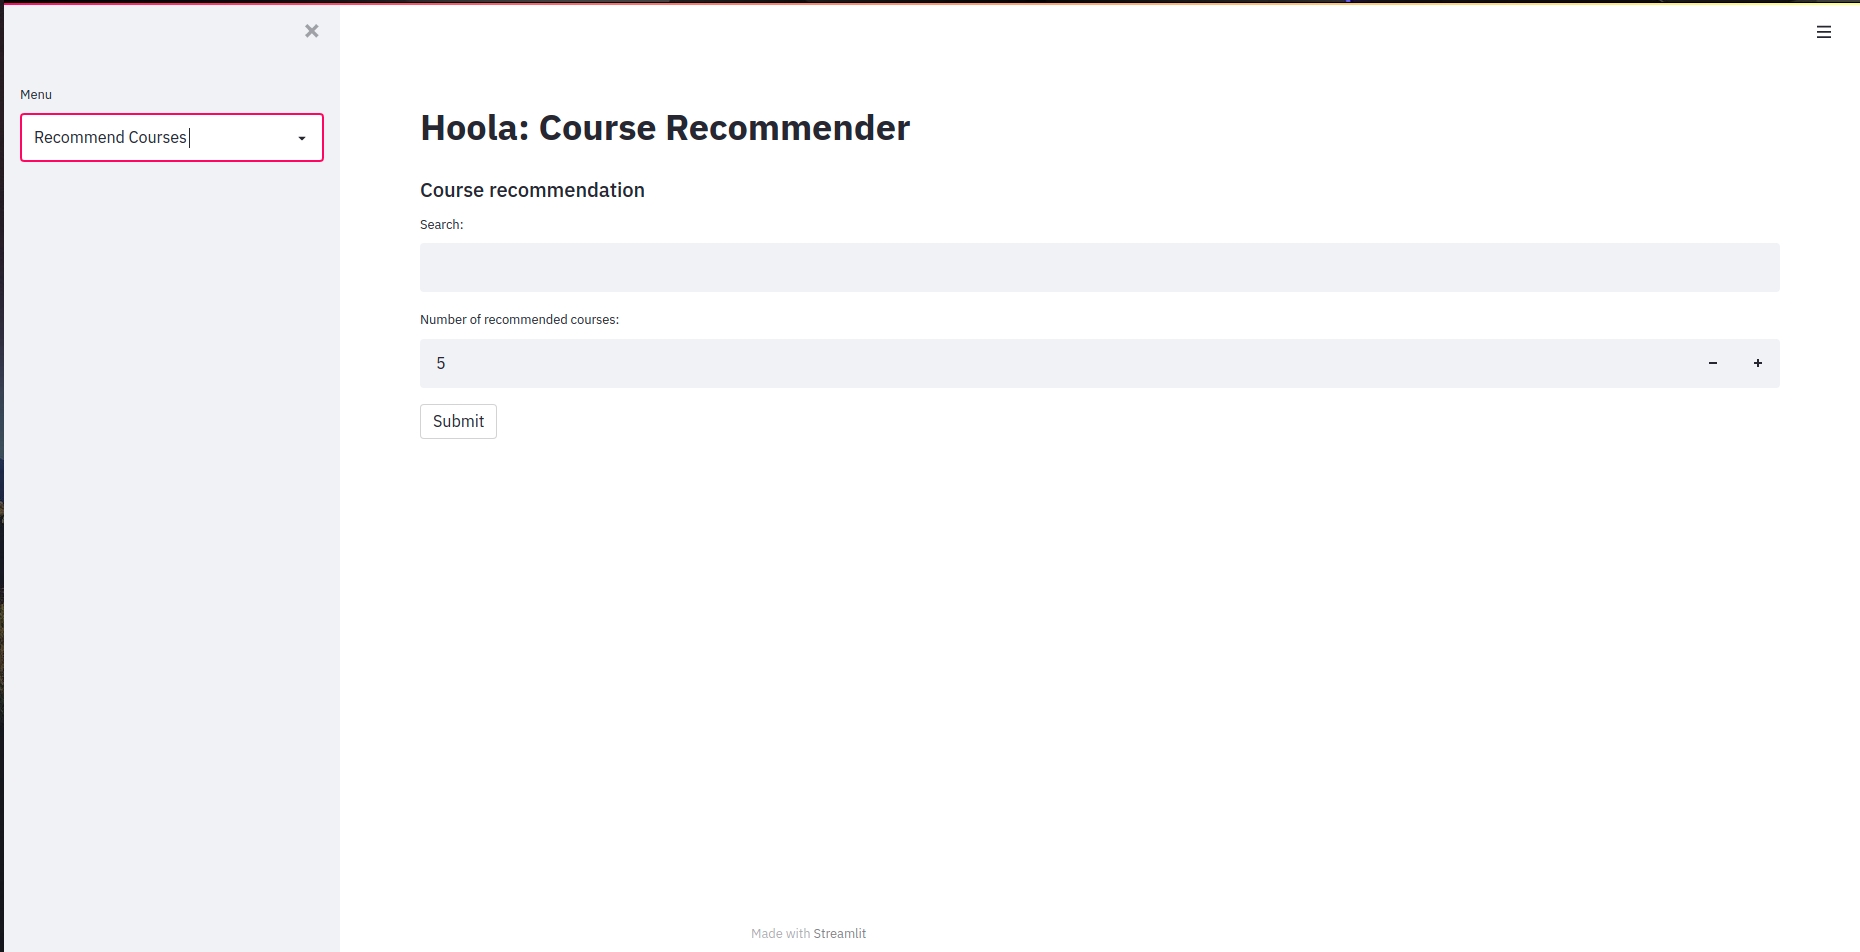 Menu
Recommend Courses
Hoola: Course Recommender
Course recommendation
Search:
Number of recommended courses:
5
Submit
Made with Streamlit